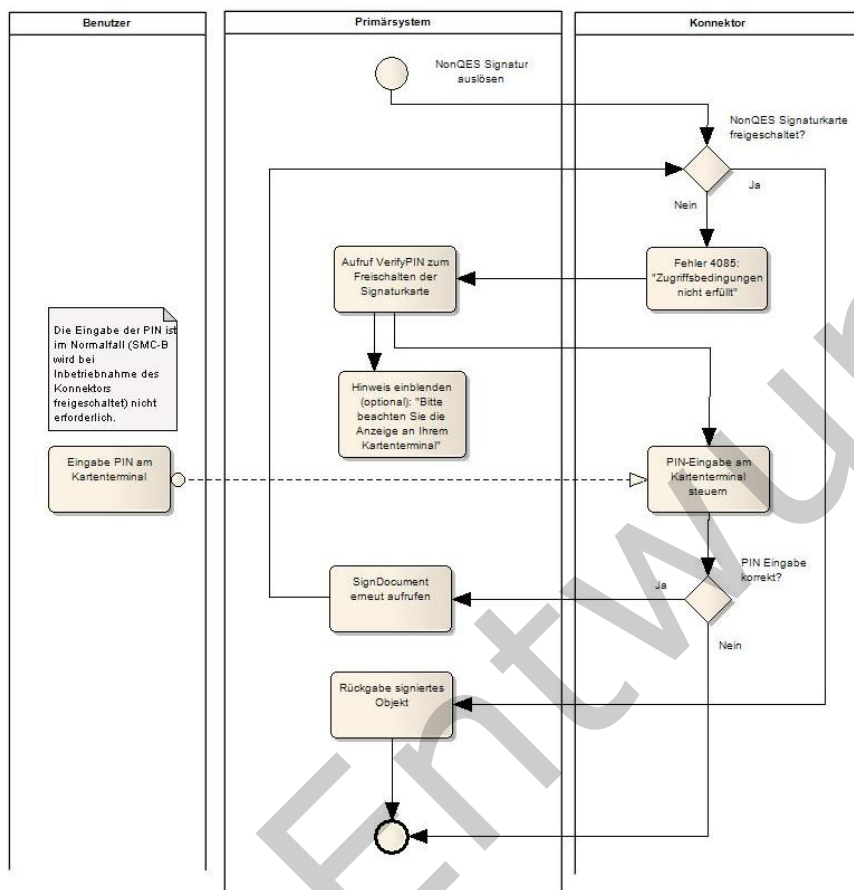 Benutzer
Primärsystem
Konnektor
NonQES Signatur
auslösen
NonQES Signaturkarte
freigeschaltet?
Ja
Nein
Aufruf VerifyPIN zum
Freischalten der
Signaturkarte
Fehler 4085:
"Zugriffsbedingungen
nicht erfüllt"
Die Eingabe der PIN ist
im Normalfall (SMC-B
wird bei
Inbetriebnahme des
Konnektors
freigeschaltet) nicht
erforderlich.
Hinweis einblenden
(optional): "Bitte
beachten Sie die
Anzeige an Ihrem
Kartenterminal"
Eingabe PIN am
Kartenterminal
PIN-Eingabe am
Kartenterminal
steuern
PIN Eingabe
korrekt?
Ja
SignDocument
erneut aufrufen
Nein
Rückgabe signiertes
Objekt
Entwur